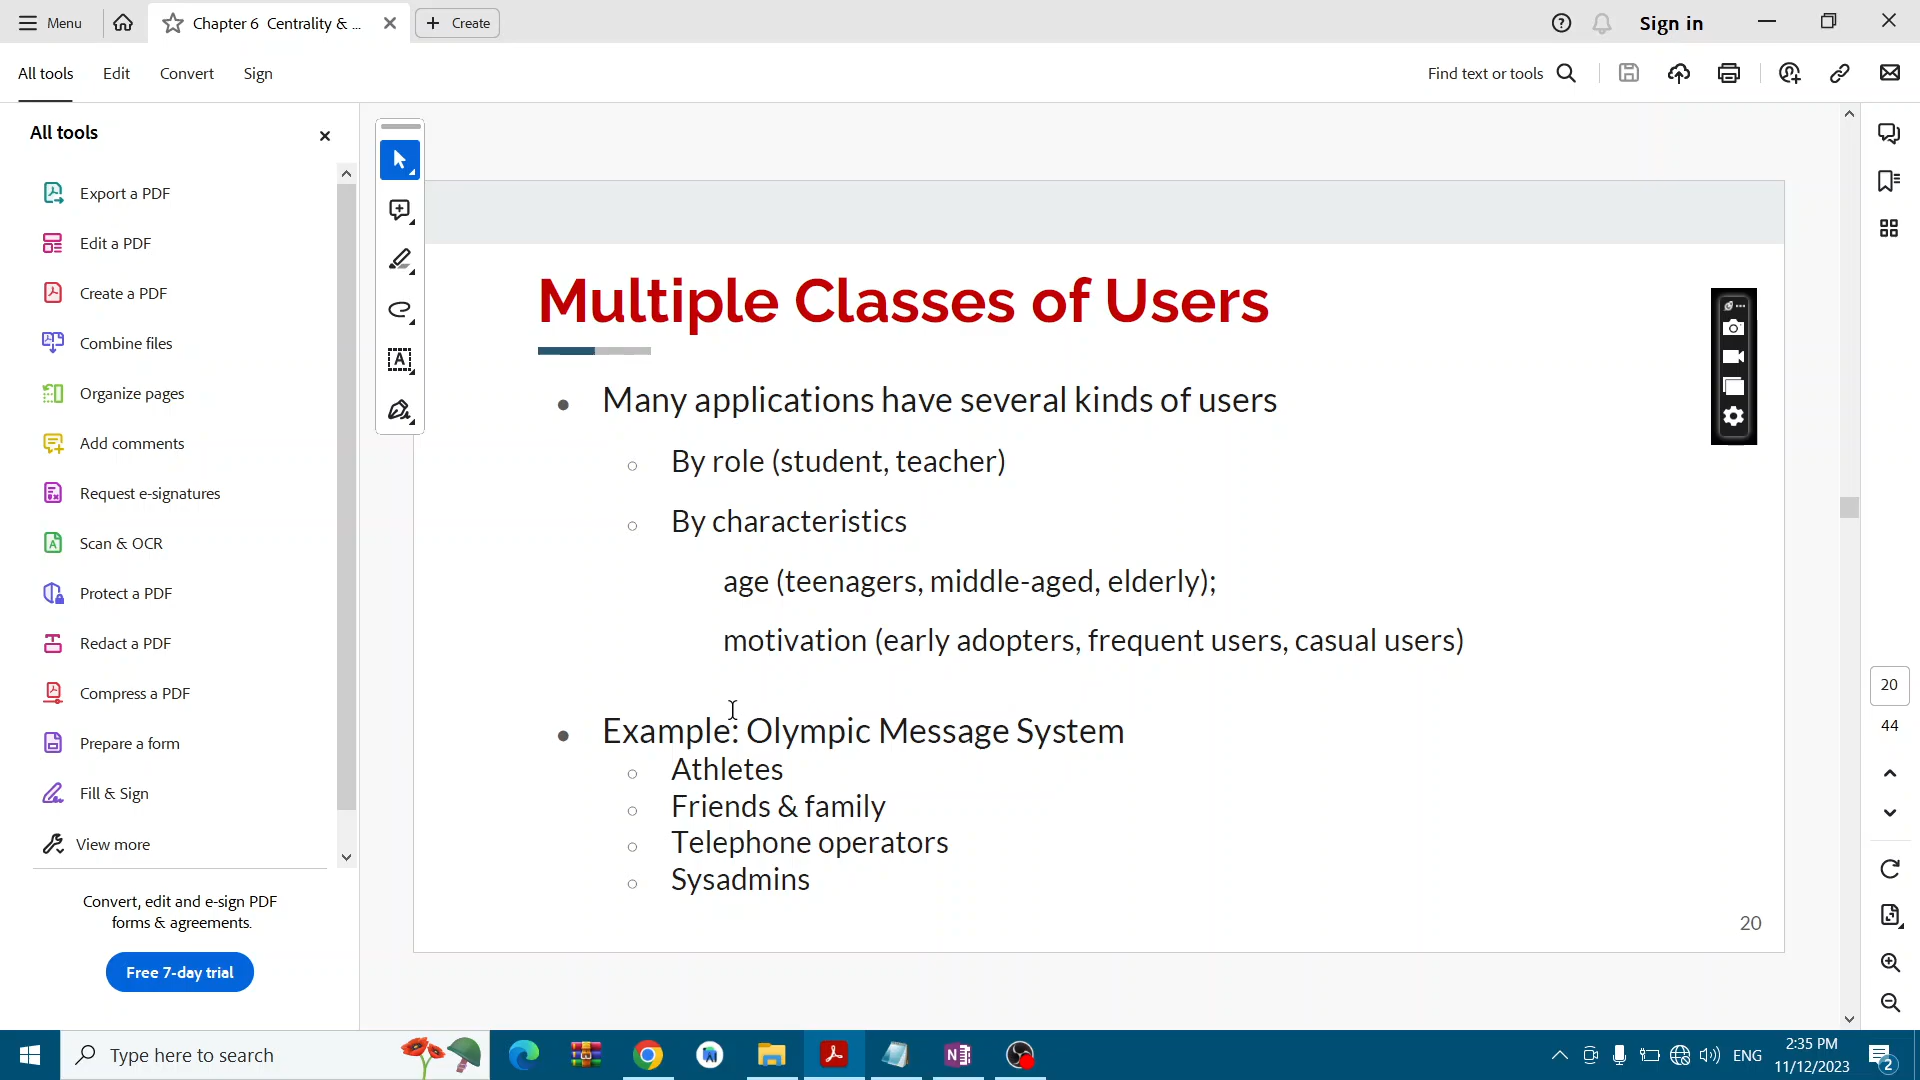 Menu
Chapter 6 Centrality & ...
Create
Sign in
All tools
Edit
Convert
Sign
Find text or tools
All tools
Export a PDF
Edit a PDF
Create a PDF
Combine files
Organize pages
Add comments
Request e-signatures
Scan & OCR
Protect a PDF
Redact a PDF
Compress a PDF
Prepare a form
Fill & Sign
View more
Convert, edit and e-sign PDF
forms & agreements.
Free 7-day trial
Multiple Classes of Users
Many applications have several kinds of users
By role (student, teacher)
By characteristics
age (teenagers, middle-aged, elderly);
motivation (early adopters, frequent users, casual users)
Example: Olympic Message System
Athletes
Friends & family
Telephone operators
Sysadmins
20
20
44
Type here to search
ENG
2:35 PM
11/12/2023
2